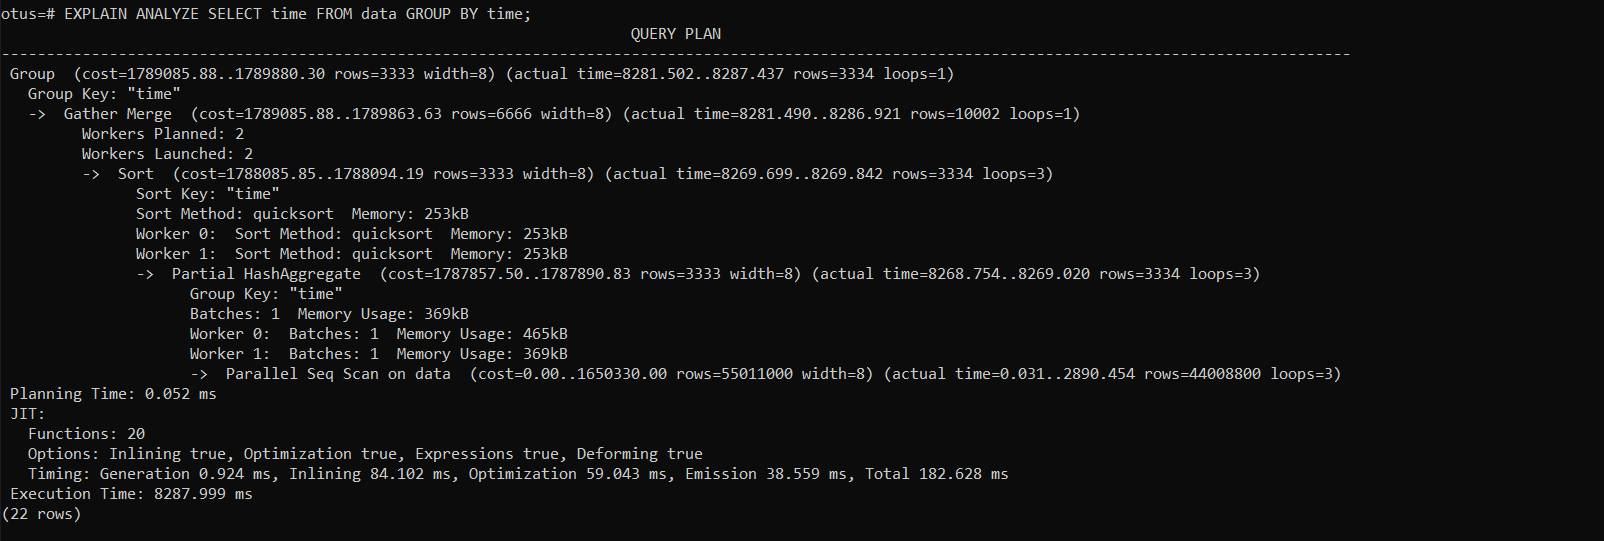 otus=# EXPLAIN ANALYZE SELECT time FROM data GROUP BY time;
QUERY PLAN
------------------------------------------------------------------------------------------------------------------------------------------------------
Group  (cost=1789085.88..1789880.30 rows=3333 width=8) (actual time=8281.502..8287.437 rows=3334 loops=1)
  Group Key: "time"
  ->  Gather Merge  (cost=1789085.88..1789863.63 rows=6666 width=8) (actual time=8281.490..8286.921 rows=10002 loops=1)
        Workers Planned: 2
        Workers Launched: 2
        ->  Sort  (cost=1788085.85..1788094.19 rows=3333 width=8) (actual time=8269.699..8269.842 rows=3334 loops=3)
              Sort Key: "time"
              Sort Method: quicksort  Memory: 253kB
              Worker 0:  Sort Method: quicksort  Memory: 253kB
              Worker 1:  Sort Method: quicksort  Memory: 253kB
              ->  Partial HashAggregate  (cost=1787857.50..1787890.83 rows=3333 width=8) (actual time=8268.754..8269.020 rows=3334 loops=3)
                    Group Key: "time"
                    Batches: 1  Memory Usage: 369kB
                    Worker 0:  Batches: 1  Memory Usage: 465kB
                    Worker 1:  Batches: 1  Memory Usage: 369kB
                    ->  Parallel Seq Scan on data  (cost=0.00..1650330.00 rows=55011000 width=8) (actual time=0.031..2890.454 rows=44008800 loops=3)
Planning Time: 0.052 ms
JIT:
  Functions: 20
  Options: Inlining true, Optimization true, Expressions true, Deforming true
  Timing: Generation 0.924 ms, Inlining 84.102 ms, Optimization 59.043 ms, Emission 38.559 ms, Total 182.628 ms
Execution Time: 8287.999 ms
(22 rows)